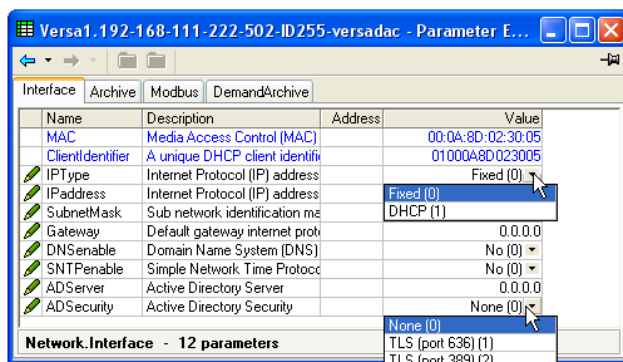 Versa1.192-168-111-222-502-ID255-versadac - Parameter E...
Interface Archive Modbus DemandArchive
Name Description Address Value
MAC Media Access Control (MAC) 00:0A:8D:02:30:05
ClientIdentifier A unique DHCP client identifi 01000A8D023005
IPType Internet Protocol (IP) address Fixed (0)
IPaddress Internet Protocol (IP) address Fixed (0)
SubnetMask Sub network identification ma DHCP (1)
Gateway Default gateway internet proto 0.0.0.0
DNSenable Domain Name System (DNS) No (0)
SNTPenable Simple Network Time Protoco No (0)
ADServer Active Directory Server 0.0.0.0
ADSecurity Active Directory Security None (0)
None (0)
Network.Interface - 12 parameters TLS (port 636) (1)
TLS (port 389) (2)